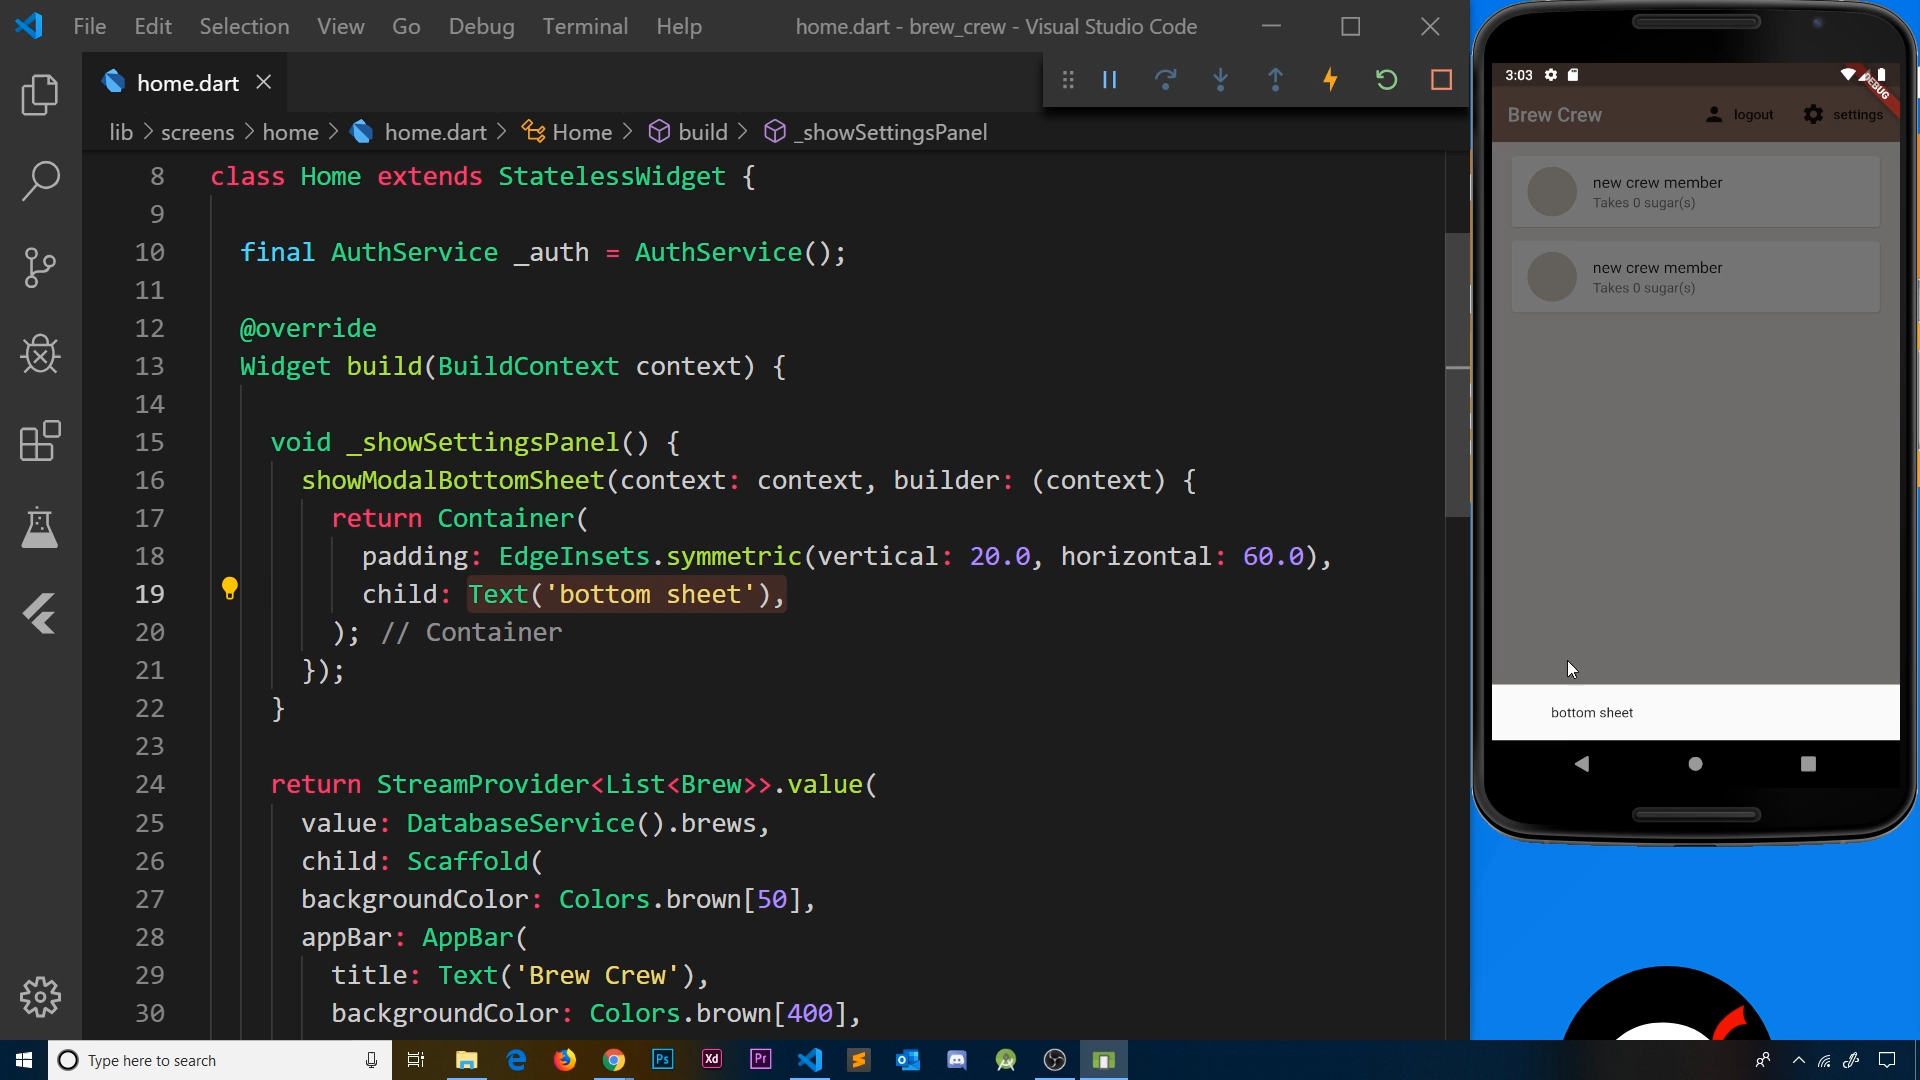 File Edit Selection View Go Debug Terminal Help
home.dart - brew_crew - Visual Studio Code
home.dart
lib > screens > home > home.dart > Home > build > _showSettingsPanel
8 class Home extends StatelessWidget {
9
10 final AuthService _auth = AuthService();
11
12 @override
13 Widget build(BuildContext context) {
14
15 void _showSettingsPanel() {
16 showModalBottomSheet(context: context, builder: (context) {
17 return Container(
18 padding: EdgeInsets.symmetric(vertical: 20.0, horizontal: 60.0),
19 child: Text('bottom sheet'),
20 ); // Container
21 });
22 }
23
24 return StreamProvider<List<Brew>>.value(
25 value: DatabaseService().brews,
26 child: Scaffold(
27 backgroundColor: Colors.brown[50],
28 appBar: AppBar(
29 title: Text('Brew Crew'),
30 backgroundColor: Colors.brown[400],
3:03
DEBUG
Brew Crew logout settings
new crew member
Takes 0 sugar(s)
new crew member
Takes 0 sugar(s)
bottom sheet
Type here to search
Ps
Xd
Pr